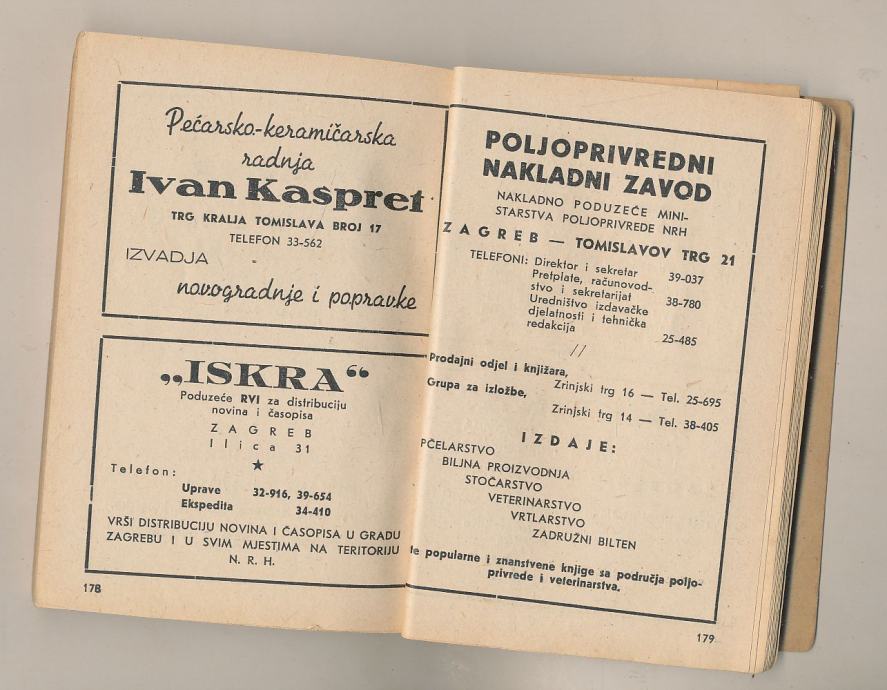 Pećarsko-keramičarska
radnja
Ivan Kaspret
TRG KRALJA TOMISLAVA BROJ 17
TELEFON 33-562
IZVADJA
novogradnje i popravke
„ISKRA“
Poduzeće RVI za distribuciju
novina i časopisa
ZAGREB
Ilica 31
Telefon:
Uprave 32-916, 39-654
Ekspedita 34-410
VRŠI DISTRIBUCIJU NOVINA I ČASOPISA U GRADU
ZAGREBU I U SVIM MJESTIMA NA TERITORIJU
N. R. H.
178
POLJOPRIVREDNI
NAKLADNI ZAVOD
NAKLADNO PODUZEĆE MINI-
STARSTVA POLJOPRIVREDE NRH
ZAGREB — TOMISLAVOV TRG 21
TELEFONI: Direktor i sekretar 39-037
Pretplate, računovod-
stvo i sekretarijat 38-780
Uredništvo izdavačke
djelatnosti i tehnička
redakcija 25-485
Prodajni odjel i knjižara,
Zrinjski trg 16 — Tel. 25-695
Grupa za izložbe,
Zrinjski trg 14 — Tel. 38-405
IZDAJE:
PČELARSTVO
BILJNA PROIZVODNJA
STOČARSTVO
VETERINARSTVO
VRTLARSTVO
ZADRUŽNI BILTEN
te popularne i znanstvene knjige sa područja poljo-
privrede i veterinarstva.
179